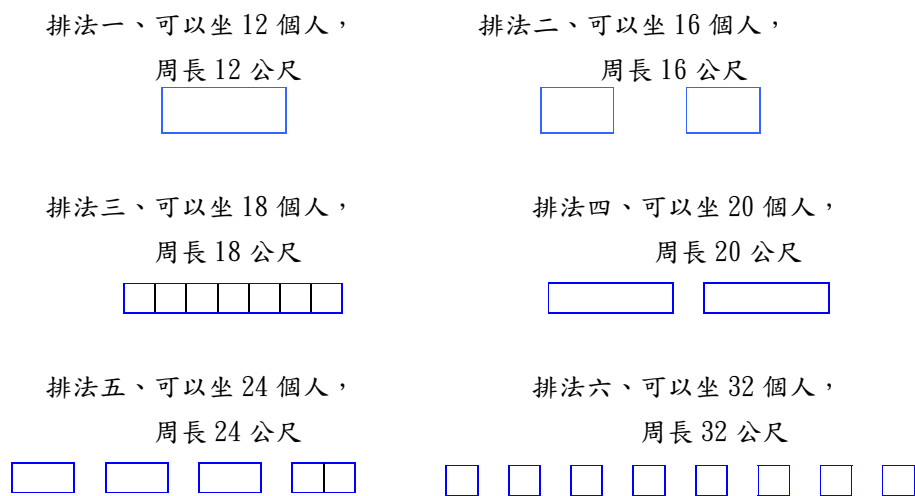 排法一、可以坐 12 個人，
周長 12 公尺
排法二、可以坐 16 個人，
周長 16 公尺
排法三、可以坐 18 個人，
周長 18 公尺
排法四、可以坐 20 個人，
周長 20 公尺
排法五、可以坐 24 個人，
周長 24 公尺
排法六、可以坐 32 個人，
周長 32 公尺